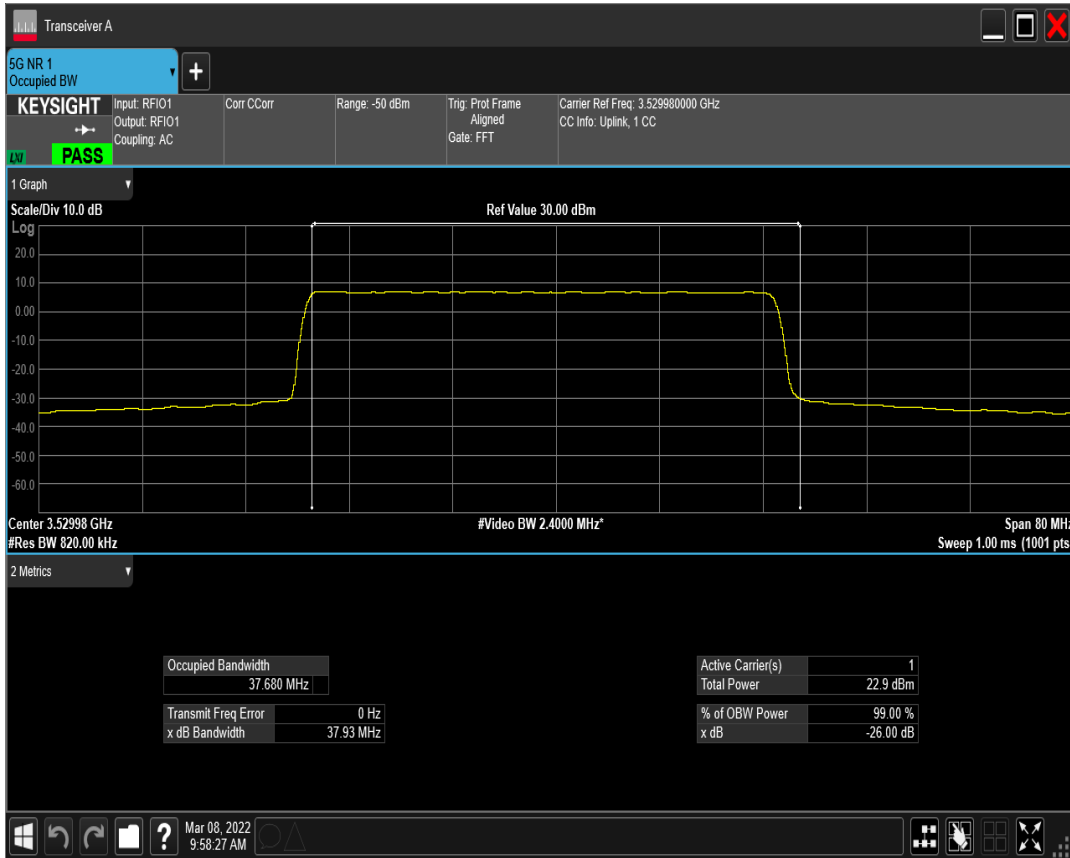 Transceiver A
5G NR 1
Occupied BW
KEYSIGHT
LXI
PASS
Input: RFIO1
Output: RFIO1
Coupling: AC
Corr CCorr
Range: -50 dBm
Trig: Prot Frame
Aligned
Gate: FFT
Carrier Ref Freq: 3.529980000 GHz
CC Info: Uplink, 1 CC
1 Graph
Scale/Div 10.0 dB
Ref Value 30.00 dBm
Log
20.0
10.0
0.00
-10.0
-20.0
-30.0
-40.0
-50.0
-60.0
Center 3.52998 GHz
#Video BW 2.4000 MHz*
Span 80 MHz
#Res BW 820.00 kHz
Sweep 1.00 ms (1001 pts
2 Metrics
Occupied Bandwidth
37.680 MHz
Transmit Freq Error 0 Hz
x dB Bandwidth 37.93 MHz
Active Carrier(s) 1
Total Power 22.9 dBm
% of OBW Power 99.00 %
x dB -26.00 dB
?
Mar 08, 2022
9:58:27 AM